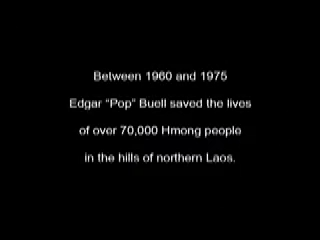 Between 1960 and 1975
Edgar "Pop" Buell saved the lives
of over 70,000 Hmong people
in the hills of northern Laos.